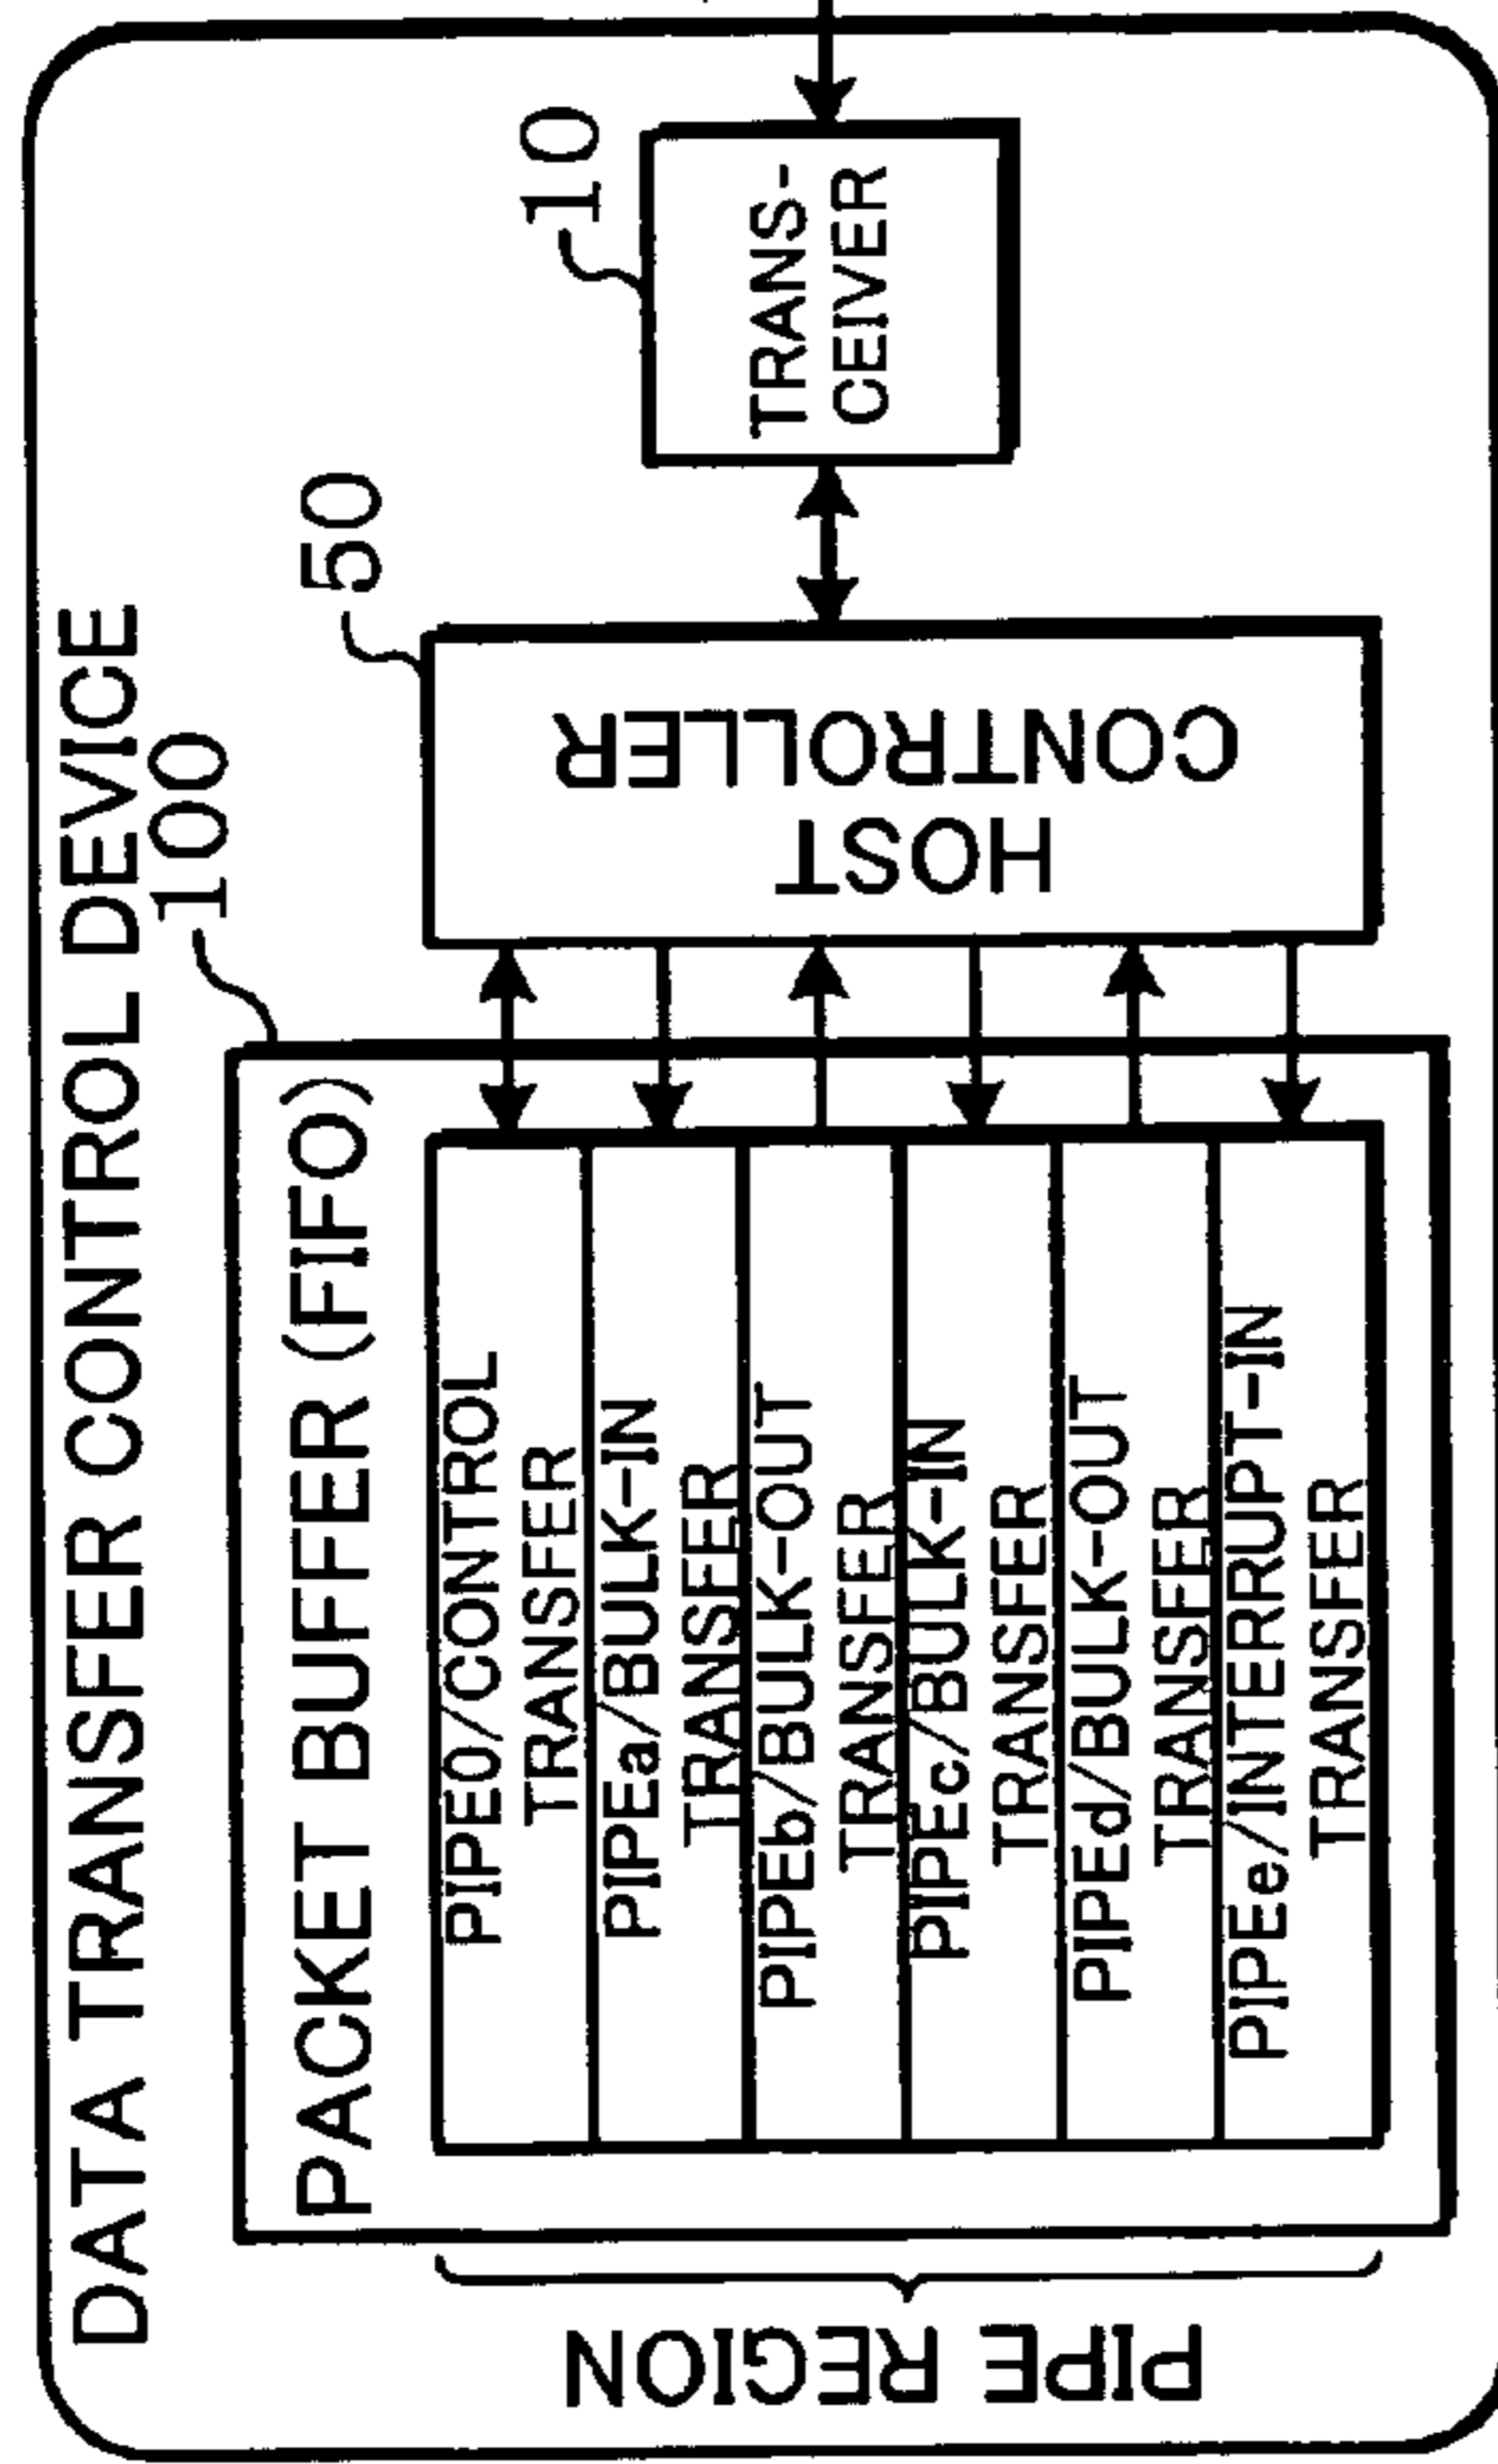 DATA TRANSFER CONTROL DEVICE
100
PACKET BUFFER (FIFO)
PIPE REGION
PIPE0/CONTROL
TRANSFER
PIPEa/BULK-IN
TRANSFER
PIPEb/BULK-OUT
TRANSFER
PIPEc/BULK-IN
TRANSFER
PIPEd/BULK-OUT
TRANSFER
PIPEe/INTERRUPT-IN
TRANSFER
50
HOST
CONTROLLER
10
TRANS-
CEIVER